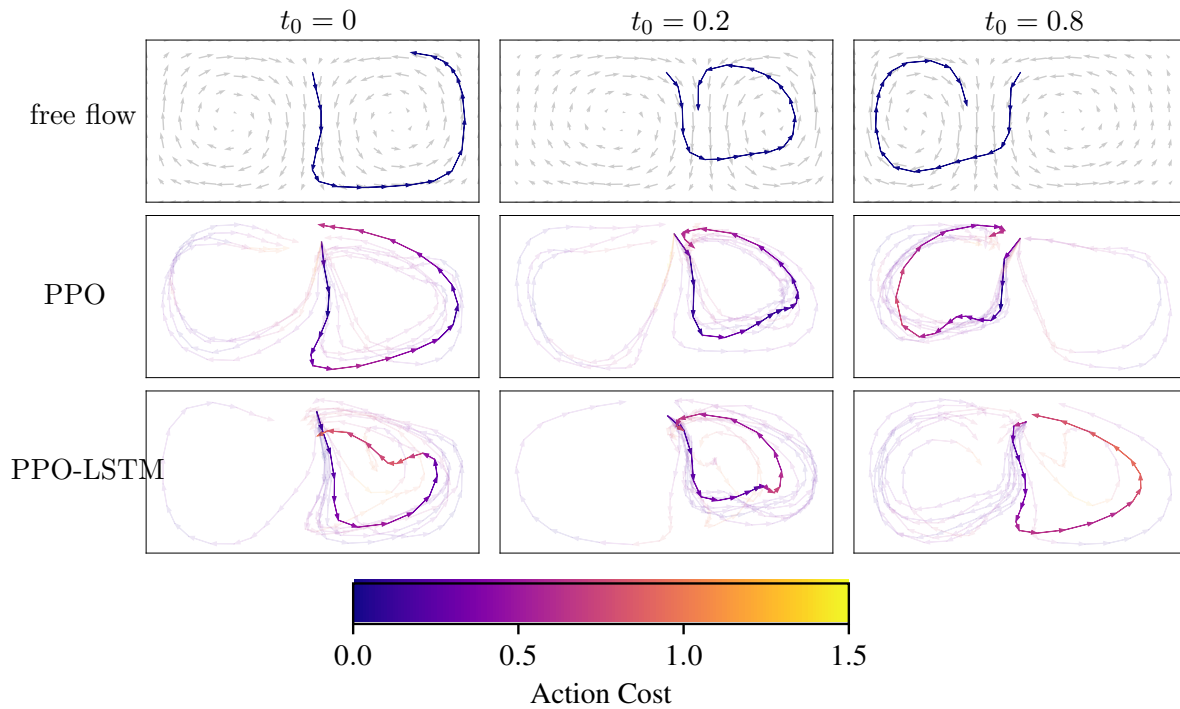 t₀ = 0 t₀ = 0.2 t₀ = 0.8
free flow
PPO
PPO-LSTM
0.0 0.5 1.0 1.5
Action Cost